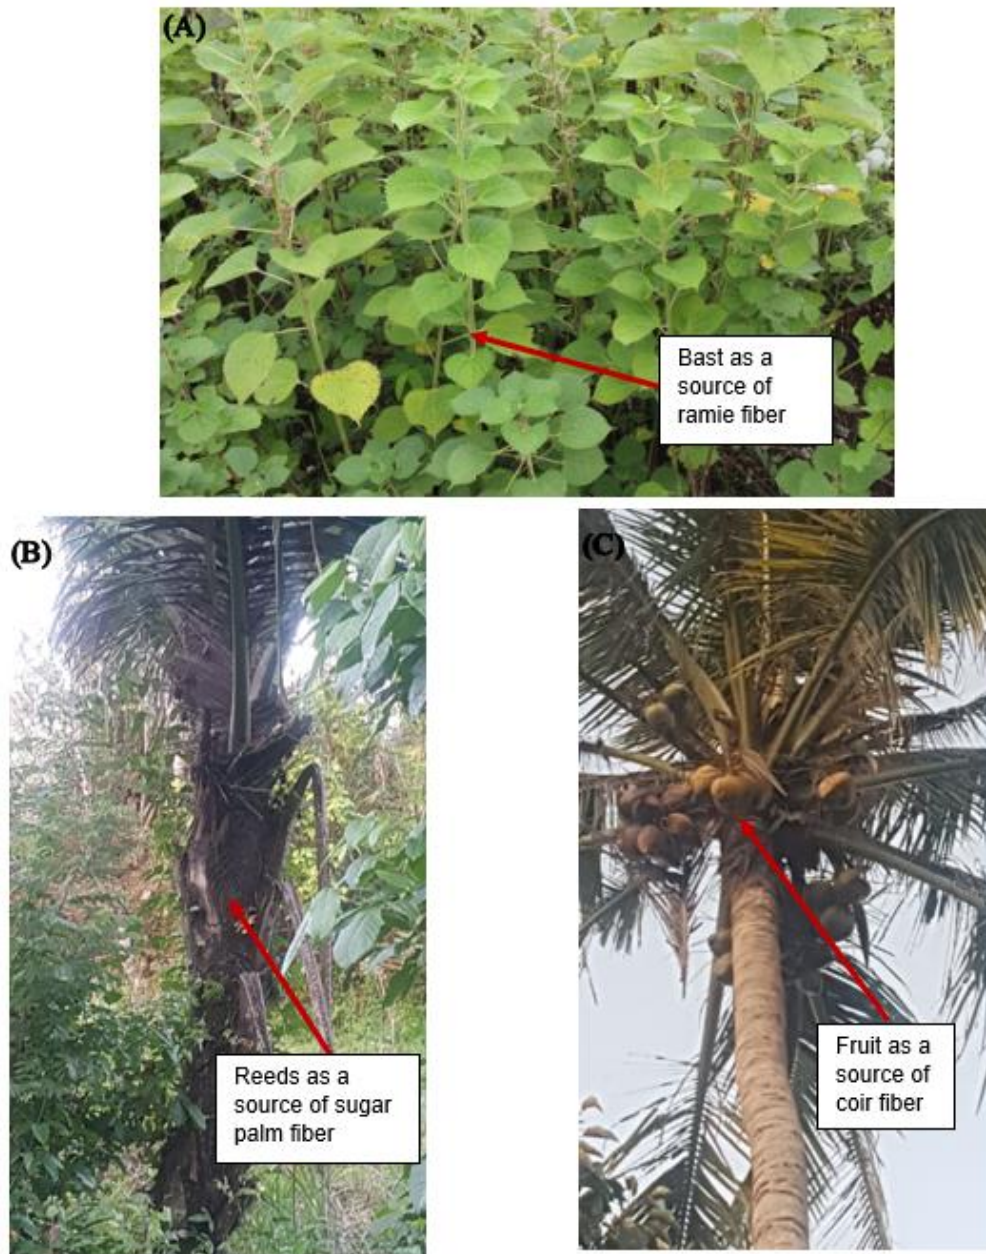 (A)
Bast as a
source of
ramie fiber
(B)
Reeds as a
source of sugar
palm fiber
(C)
Fruit as a
source of
coir fiber